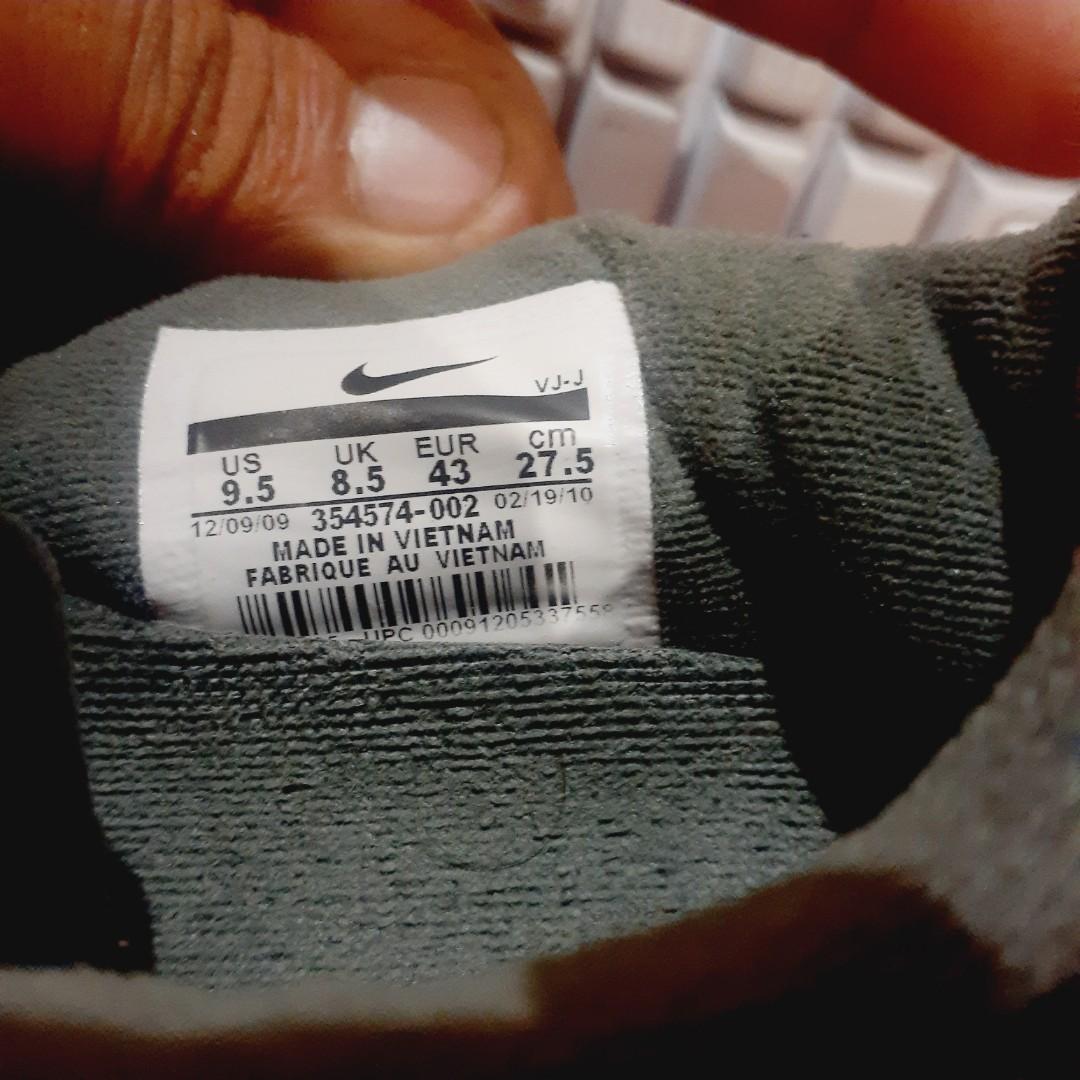 VJ-J
US UK EUR cm
9.5 8.5 43 27.5
12/09/09 354574-002 02/19/10
MADE IN VIETNAM
FABRIQUE AU VIETNAM
UPC 00091205337558